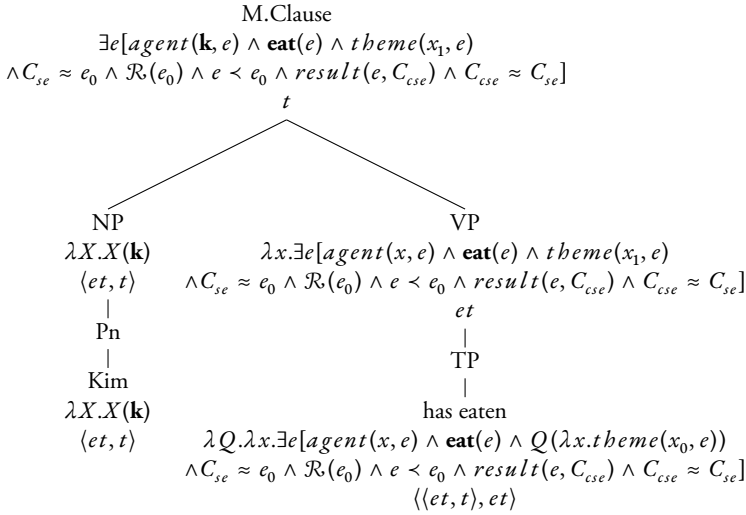 M.Clause
∃e[agent(k, e) ∧ eat(e) ∧ theme(x₁, e)
∧C_se ≈ e₀ ∧ ℛ(e₀) ∧ e ≺ e₀ ∧ result(e, C_cse) ∧ C_cse ≈ C_se]
t
NP
λX.X(k)
⟨et, t⟩
Pn
Kim
λX.X(k)
⟨et, t⟩
VP
λx.∃e[agent(x, e) ∧ eat(e) ∧ theme(x₁, e)
∧C_se ≈ e₀ ∧ ℛ(e₀) ∧ e ≺ e₀ ∧ result(e, C_cse) ∧ C_cse ≈ C_se]
et
TP
has eaten
λQ.λx.∃e[agent(x, e) ∧ eat(e) ∧ Q(λx.theme(x₀, e))
∧C_se ≈ e₀ ∧ ℛ(e₀) ∧ e ≺ e₀ ∧ result(e, C_cse) ∧ C_cse ≈ C_se]
⟨⟨et, t⟩, et⟩